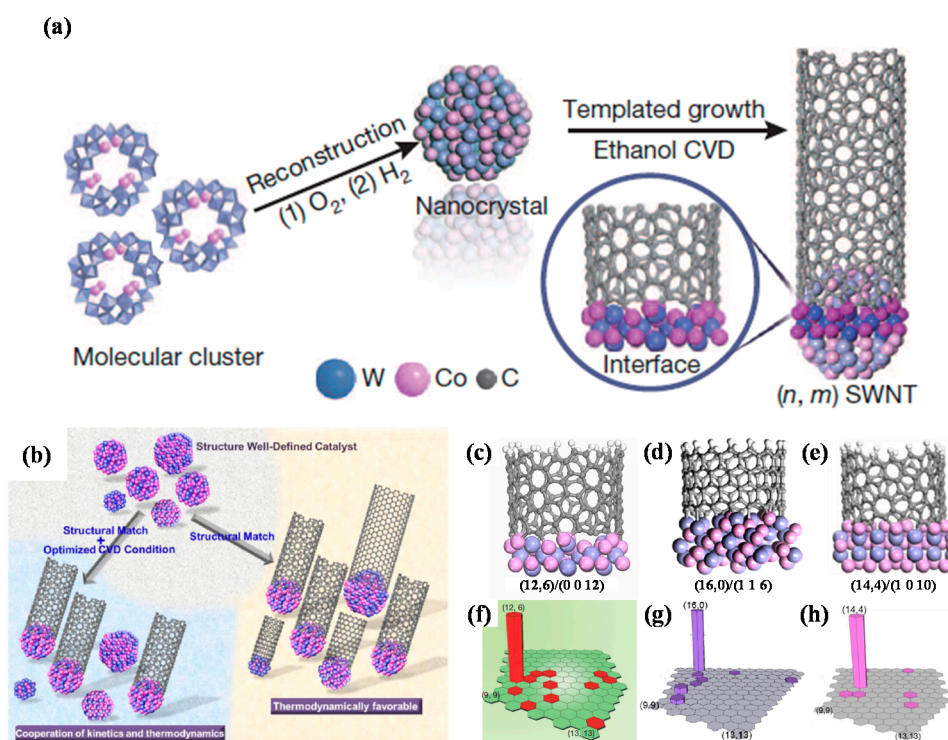 (a)
Reconstruction
(1) O₂, (2) H₂
Nanocrystal
Templated growth
Ethanol CVD
Molecular cluster
Interface
W Co C
(n, m) SWNT
(b)
Structure Well-Defined Catalyst
Structural Match
+
Optimized CVD Condition
Structural Match
Thermodynamically favorable
Cooperation of kinetics and thermodynamics
(c) (d) (e)
(12,6)/(0 0 12) (16,0)/(1 1 6) (14,4)/(1 0 10)
(f) (g) (h)
(12, 6) (16,0) (14,4)
(9, 9) (9,9) (9,9)
(13, 13) (13,13) (13,13)